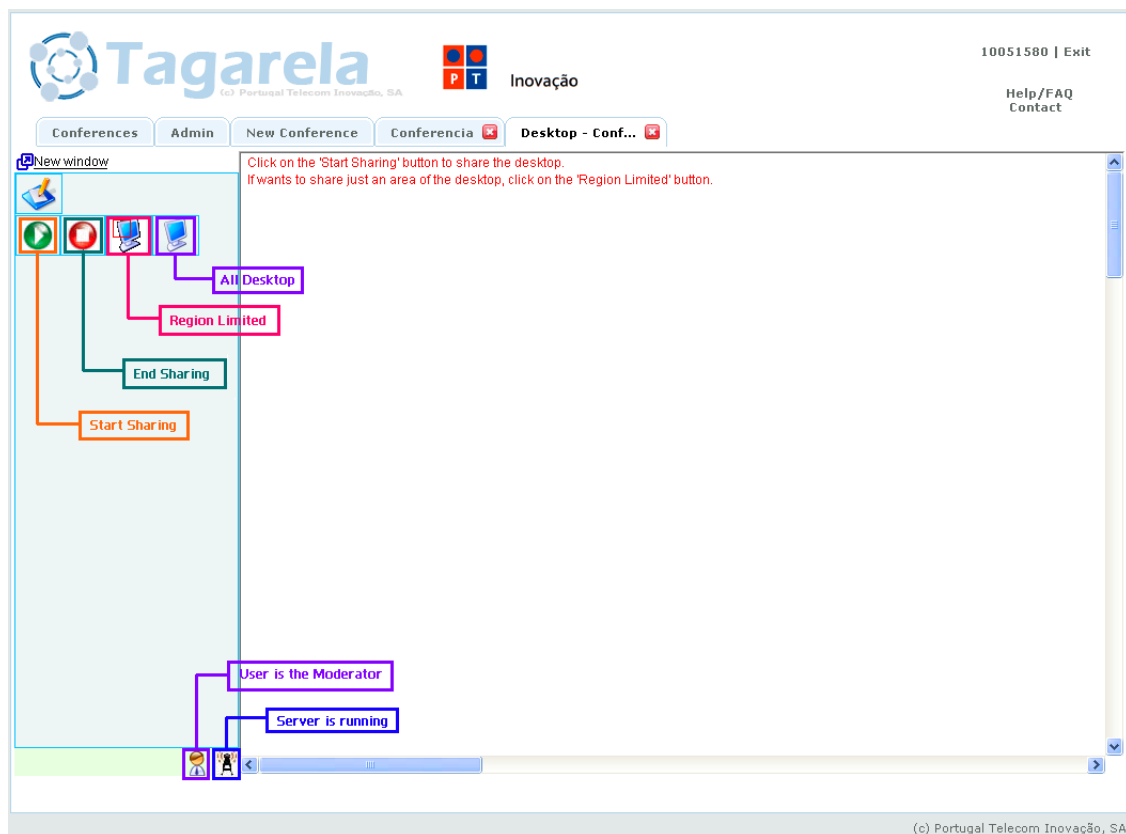 Tagarela
(c) Portugal Telecom Inovação, SA
P T
Inovação
10051580 | Exit
Help/FAQ
Contact
Conferences
Admin
New Conference
Conferencia
Desktop - Conf...
New window
Click on the 'Start Sharing' button to share the desktop.
If wants to share just an area of the desktop, click on the 'Region Limited' button.
All Desktop
Region Limited
End Sharing
Start Sharing
User is the Moderator
Server is running
(c) Portugal Telecom Inovação, SA